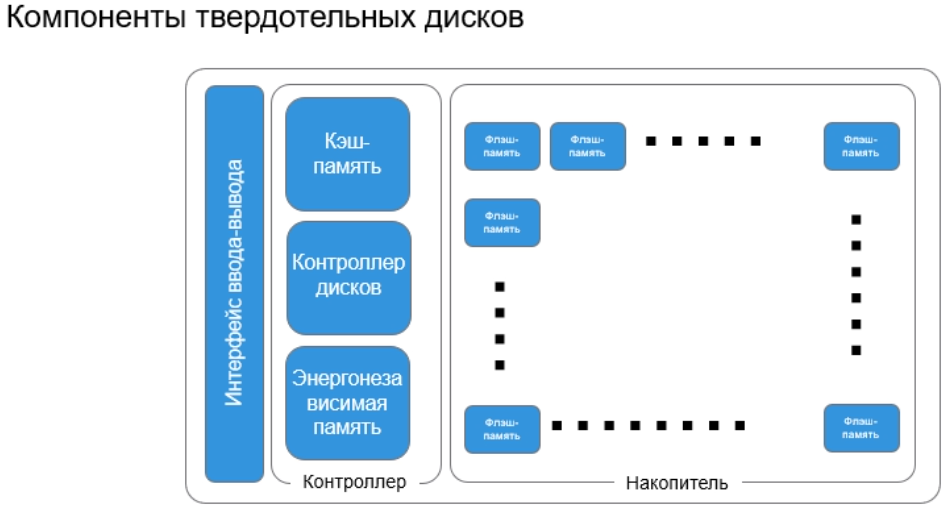 Компоненты твердотельных дисков
Интерфейс ввода-вывода
Кэш-
память
Контроллер
дисков
Энергонеза
висимая
память
Контроллер
Флэш-
память
Флэш-
память
Флэш-
память
Флэш-
память
Флэш-
память
Флэш-
память
Накопитель